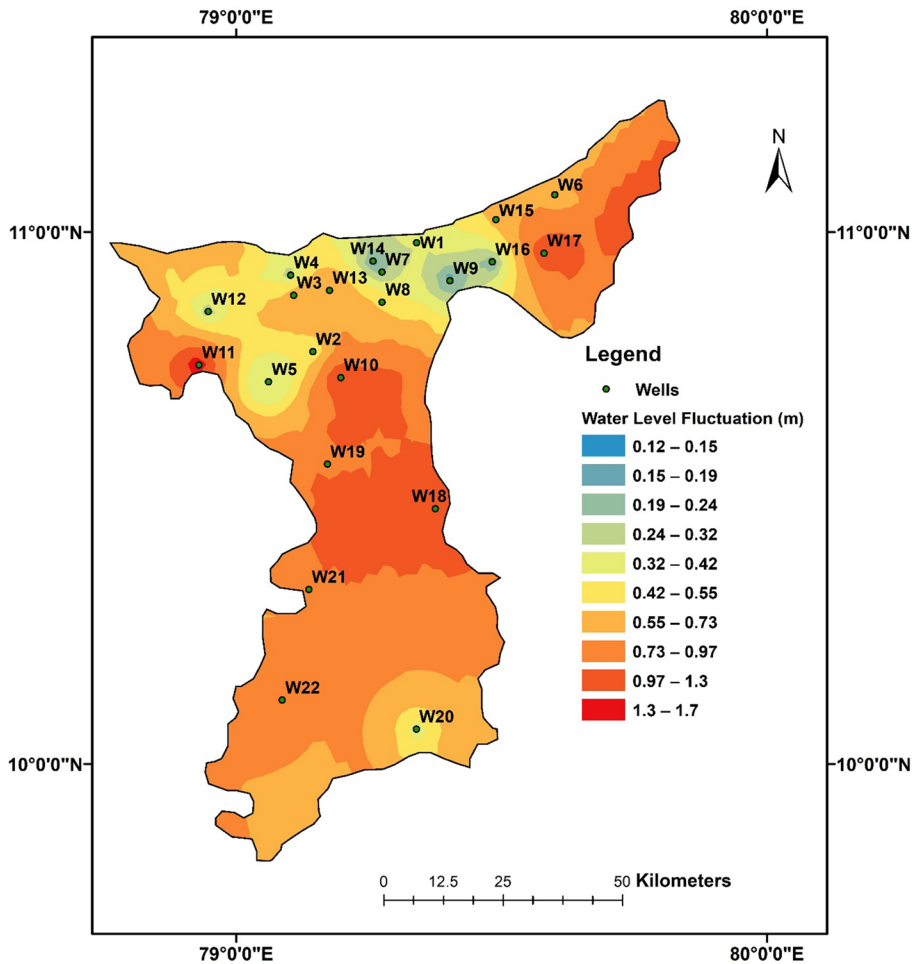 79°0'0"E 80°0'0"E
N
W6
W15
11°0'0"N 11°0'0"N
W1
W17
W14
W16
W7
W4
W9
W3 W13
W8
W12
W2
W11
W10
W5
W19
W18
W21
W22
W20
Legend
Wells
Water Level Fluctuation (m)
0.12 – 0.15
0.15 – 0.19
0.19 – 0.24
0.24 – 0.32
0.32 – 0.42
0.42 – 0.55
0.55 – 0.73
0.73 – 0.97
0.97 – 1.3
1.3 – 1.7
10°0'0"N 10°0'0"N
0 12.5 25 50 Kilometers
79°0'0"E 80°0'0"E